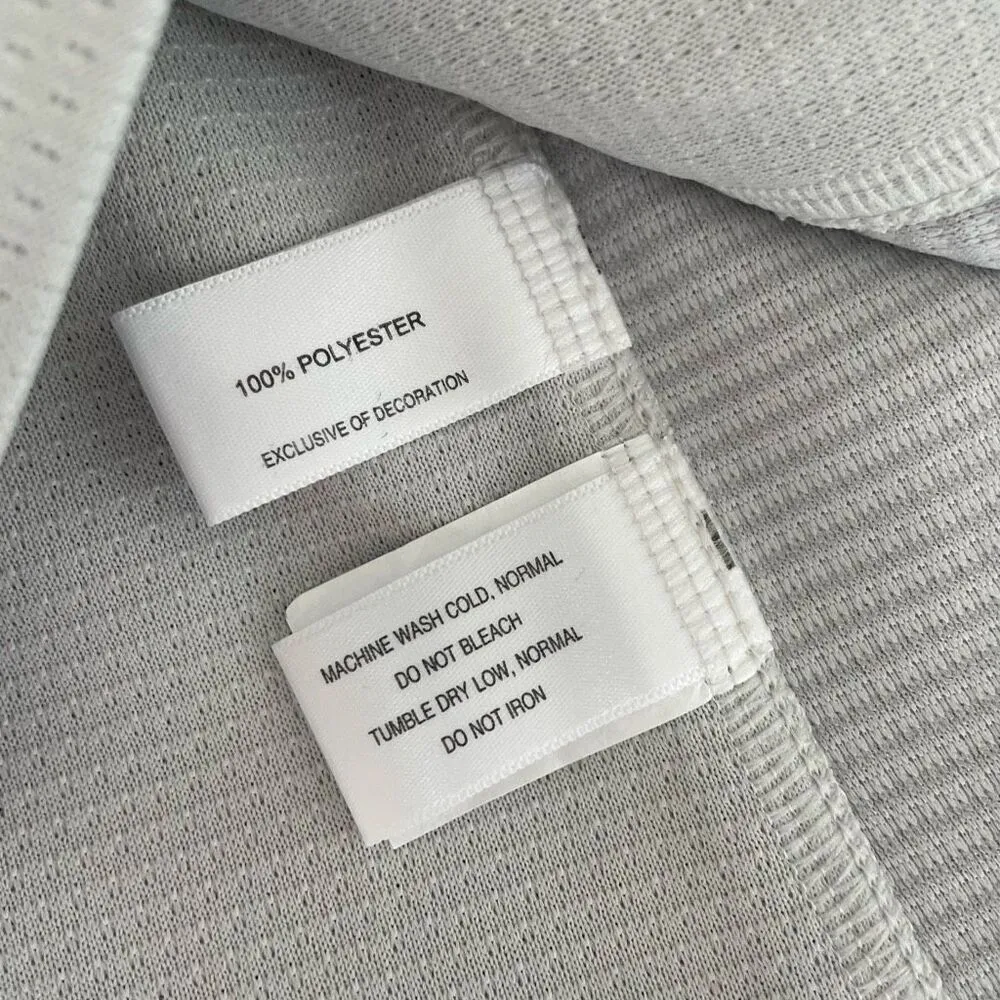 100% POLYESTER
EXCLUSIVE OF DECORATION
MACHINE WASH COLD, NORMAL
DO NOT BLEACH
TUMBLE DRY LOW, NORMAL
DO NOT IRON